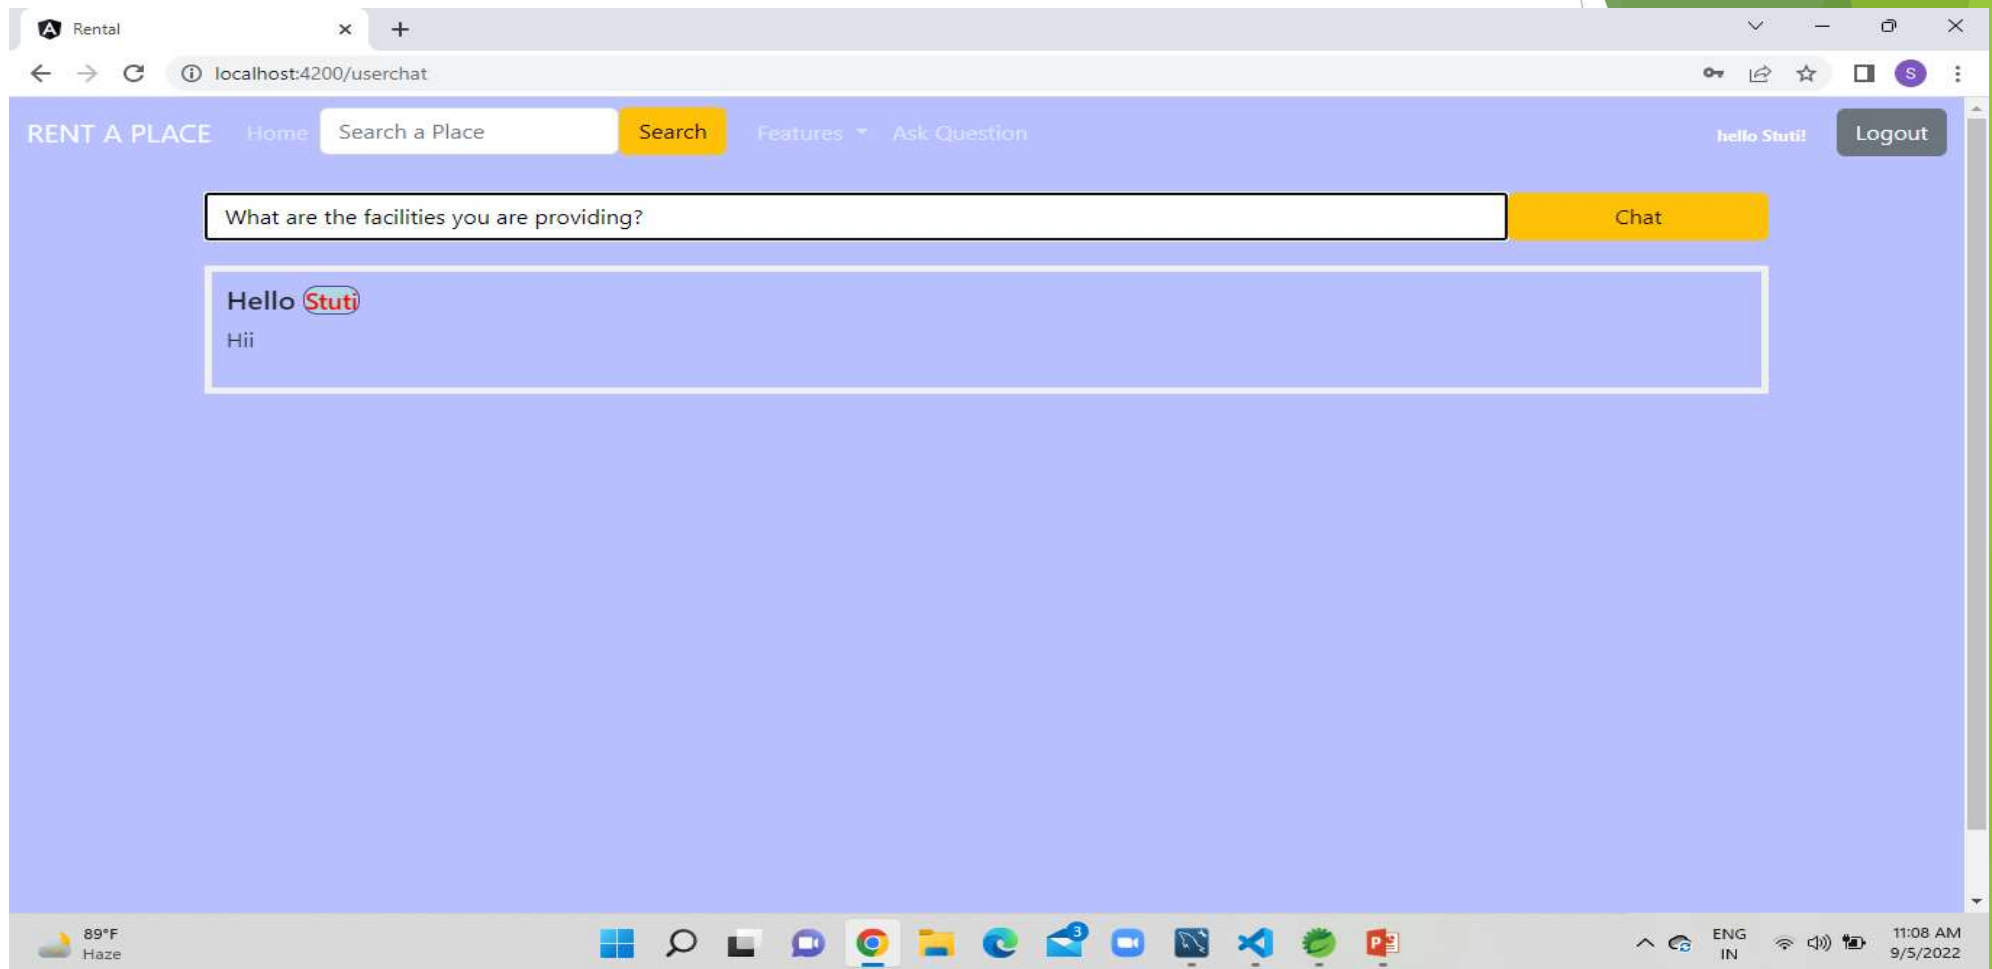 Rental
localhost:4200/userchat
S
RENT A PLACE Home Search a Place Search Features Ask Question hello Stuti! Logout
What are the facilities you are providing? Chat
Hello Stuti
Hii
89°F
Haze
3
ENG
IN
11:08 AM
9/5/2022